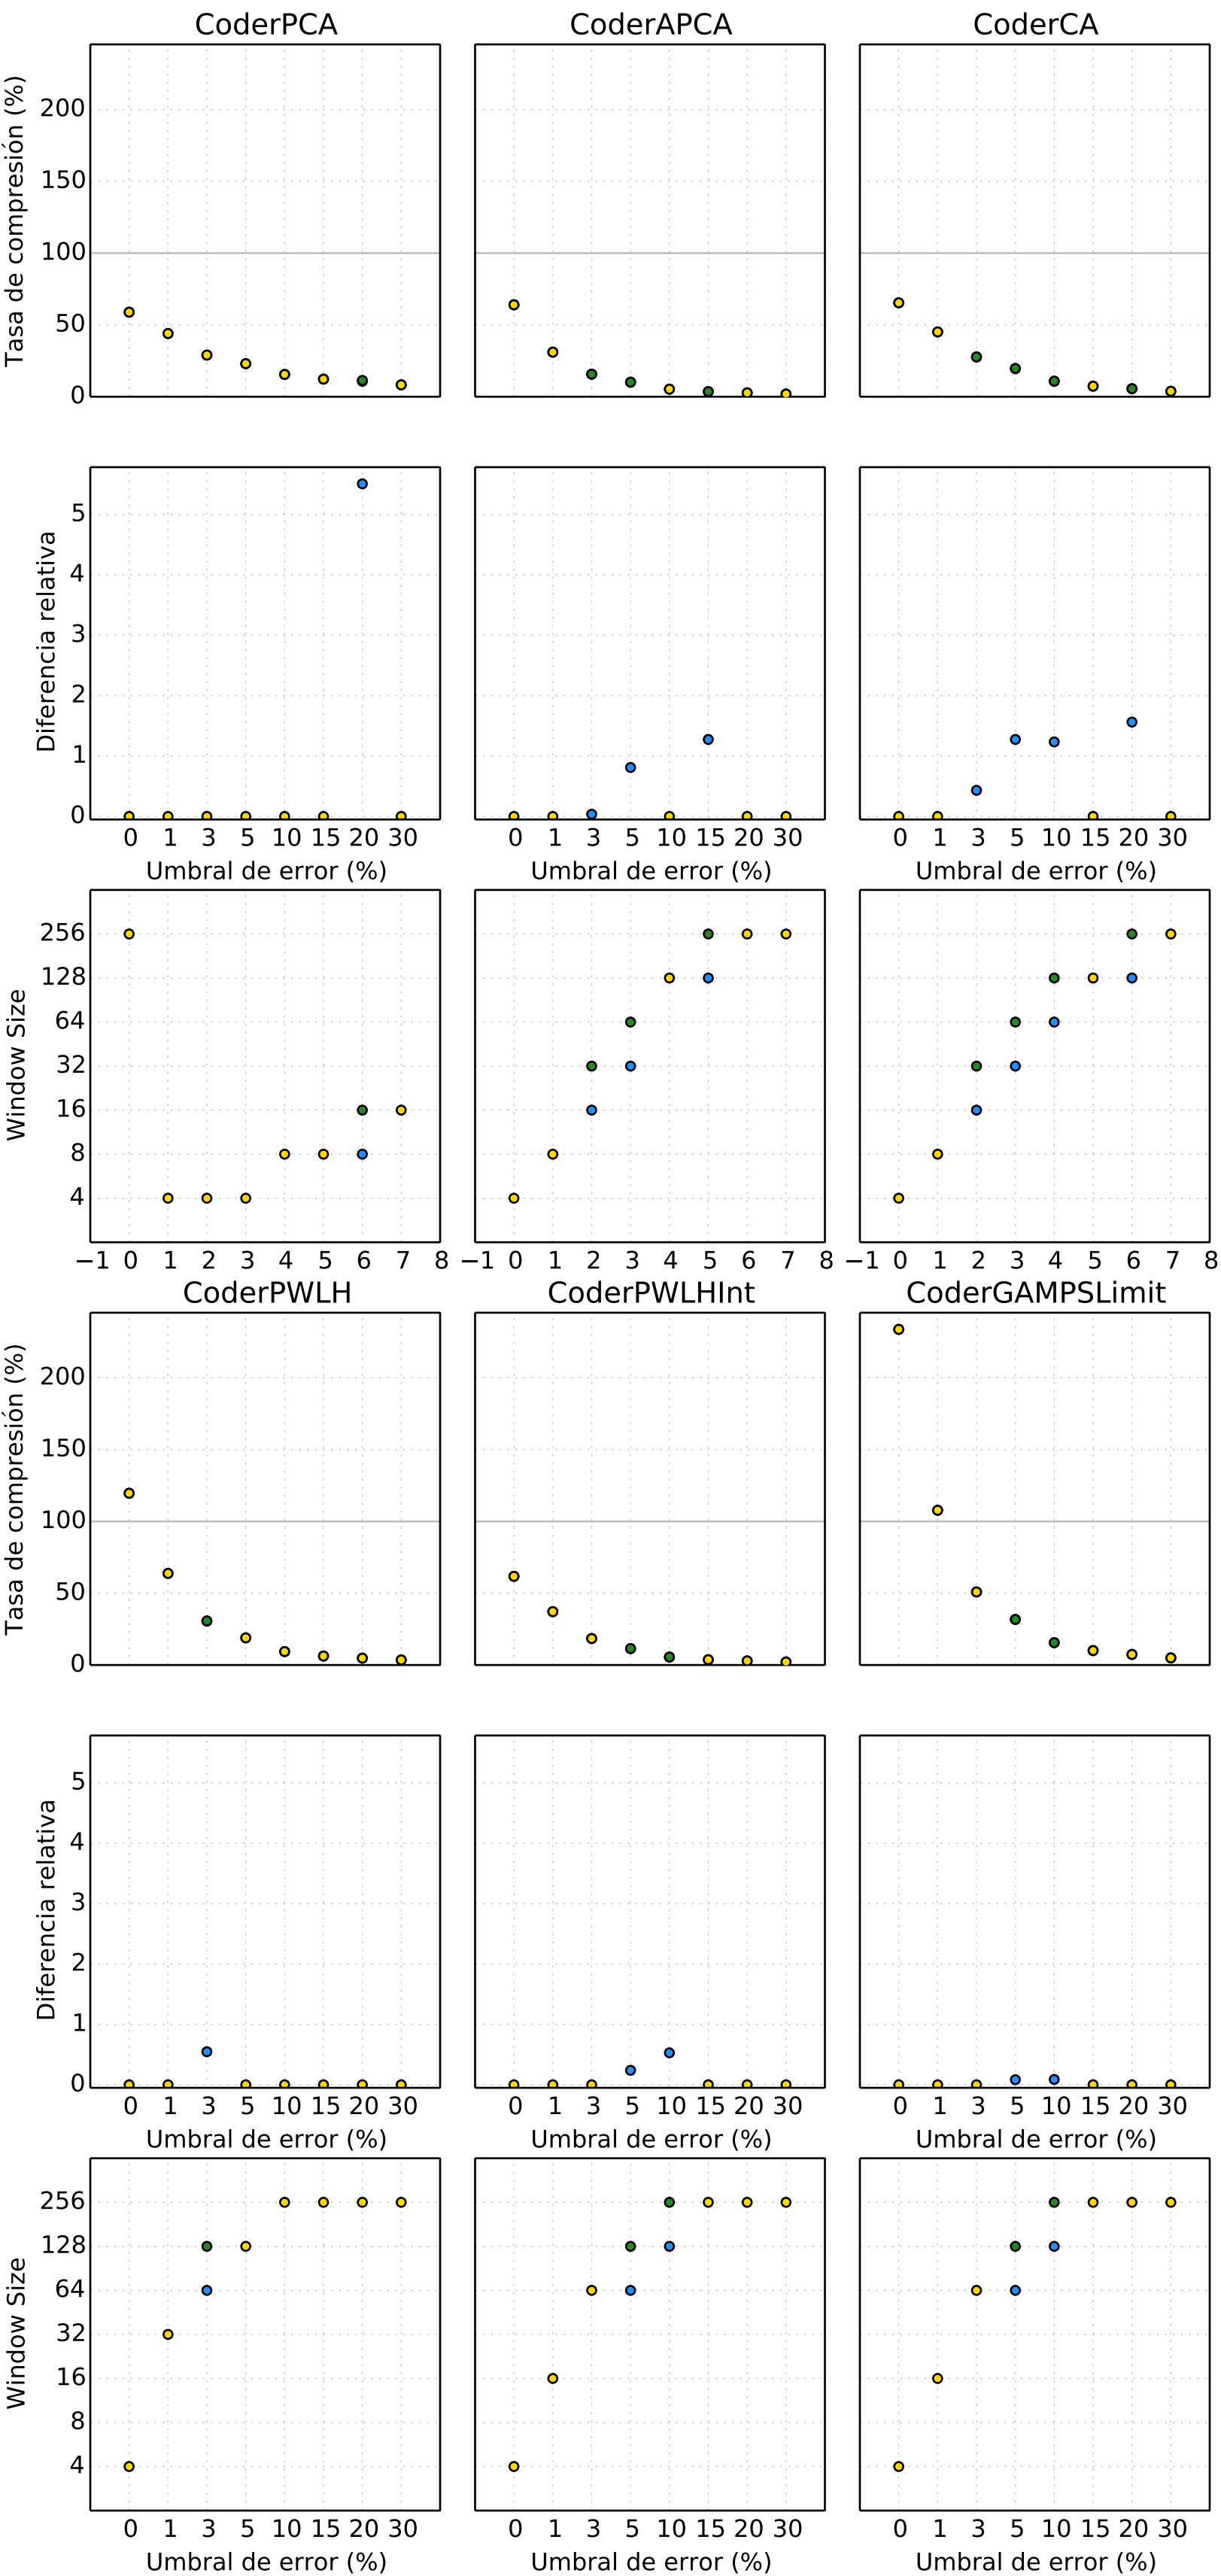 CoderPCA CoderAPCA CoderCA
Tasa de compresión (%)
200
150
100
50
0
Diferencia relativa
5
4
3
2
1
0
0 1 3 5 10 15 20 30 0 1 3 5 10 15 20 30 0 1 3 5 10 15 20 30
Umbral de error (%) Umbral de error (%) Umbral de error (%)
Window Size
256
128
64
32
16
8
4
−1 0 1 2 3 4 5 6 7 8 −1 0 1 2 3 4 5 6 7 8 −1 0 1 2 3 4 5 6 7 8
CoderPWLH CoderPWLHInt CoderGAMPSLimit
Tasa de compresión (%)
200
150
100
50
0
Diferencia relativa
5
4
3
2
1
0
0 1 3 5 10 15 20 30 0 1 3 5 10 15 20 30 0 1 3 5 10 15 20 30
Umbral de error (%) Umbral de error (%) Umbral de error (%)
Window Size
256
128
64
32
16
8
4
0 1 3 5 10 15 20 30 0 1 3 5 10 15 20 30 0 1 3 5 10 15 20 30
Umbral de error (%) Umbral de error (%) Umbral de error (%)